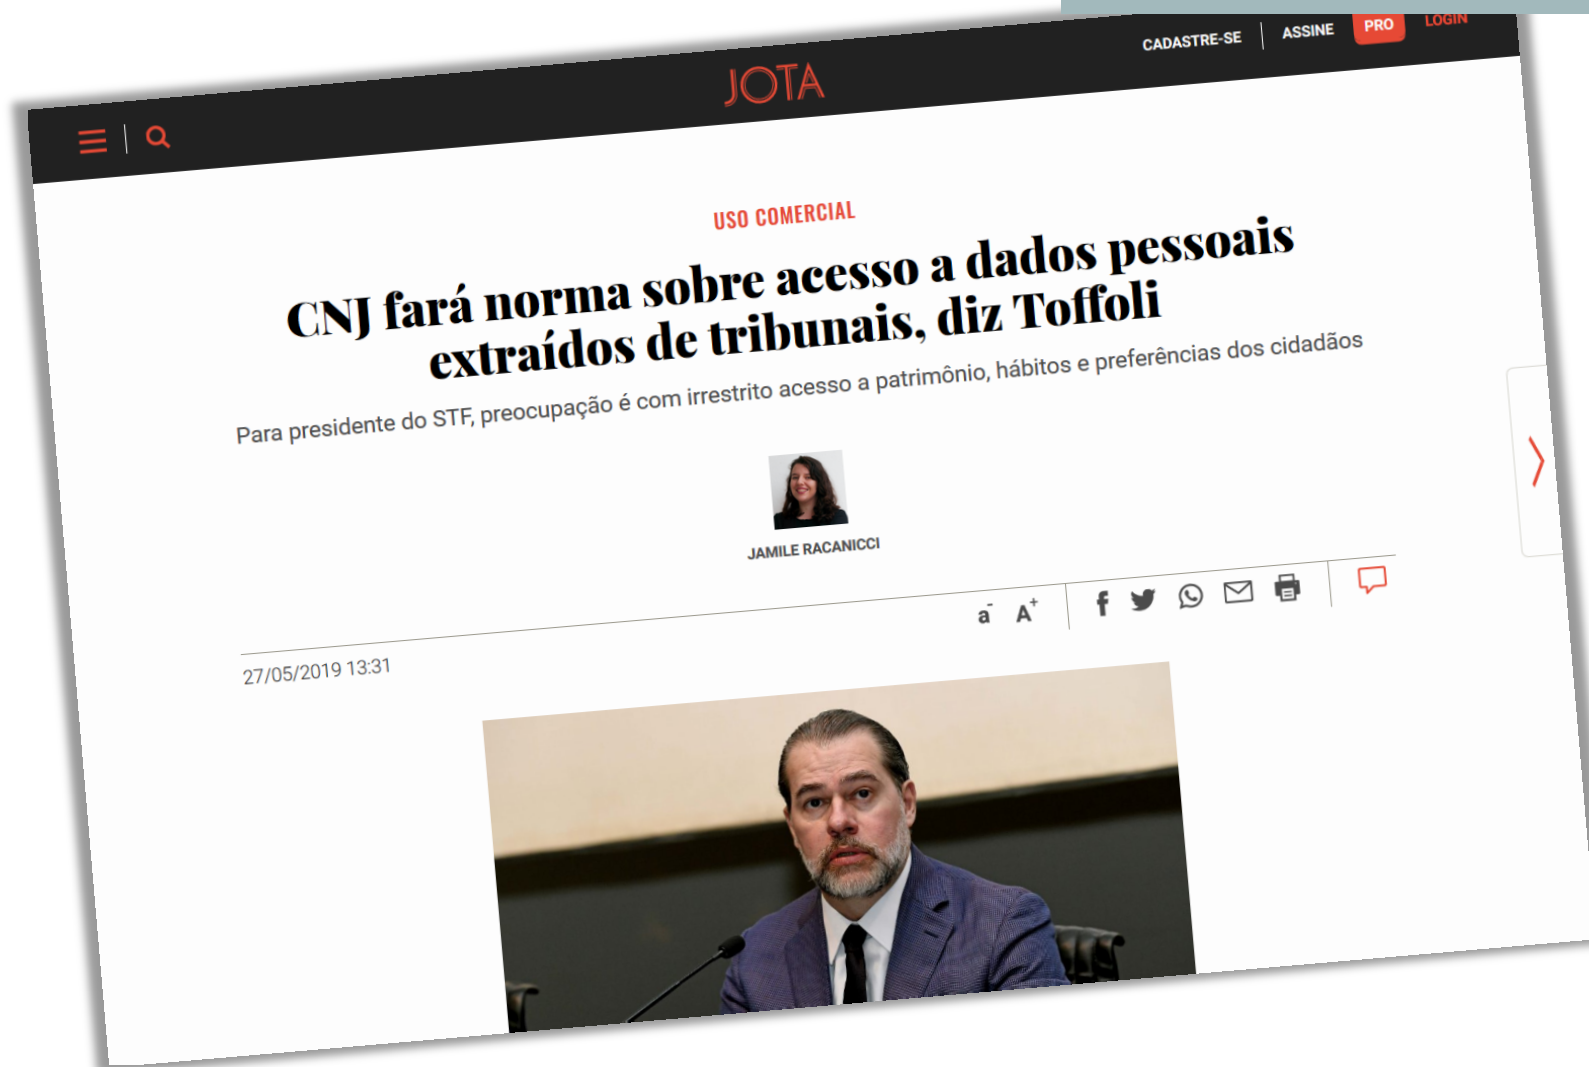 CADASTRE-SE
ASSINE
PRO
LOGIN
JOTA
USO COMERCIAL
CNJ fará norma sobre acesso a dados pessoais
extraídos de tribunais, diz Toffoli
Para presidente do STF, preocupação é com irrestrito acesso a patrimônio, hábitos e preferências dos cidadãos
JAMILE RACANICCI
a- A+
27/05/2019 13:31